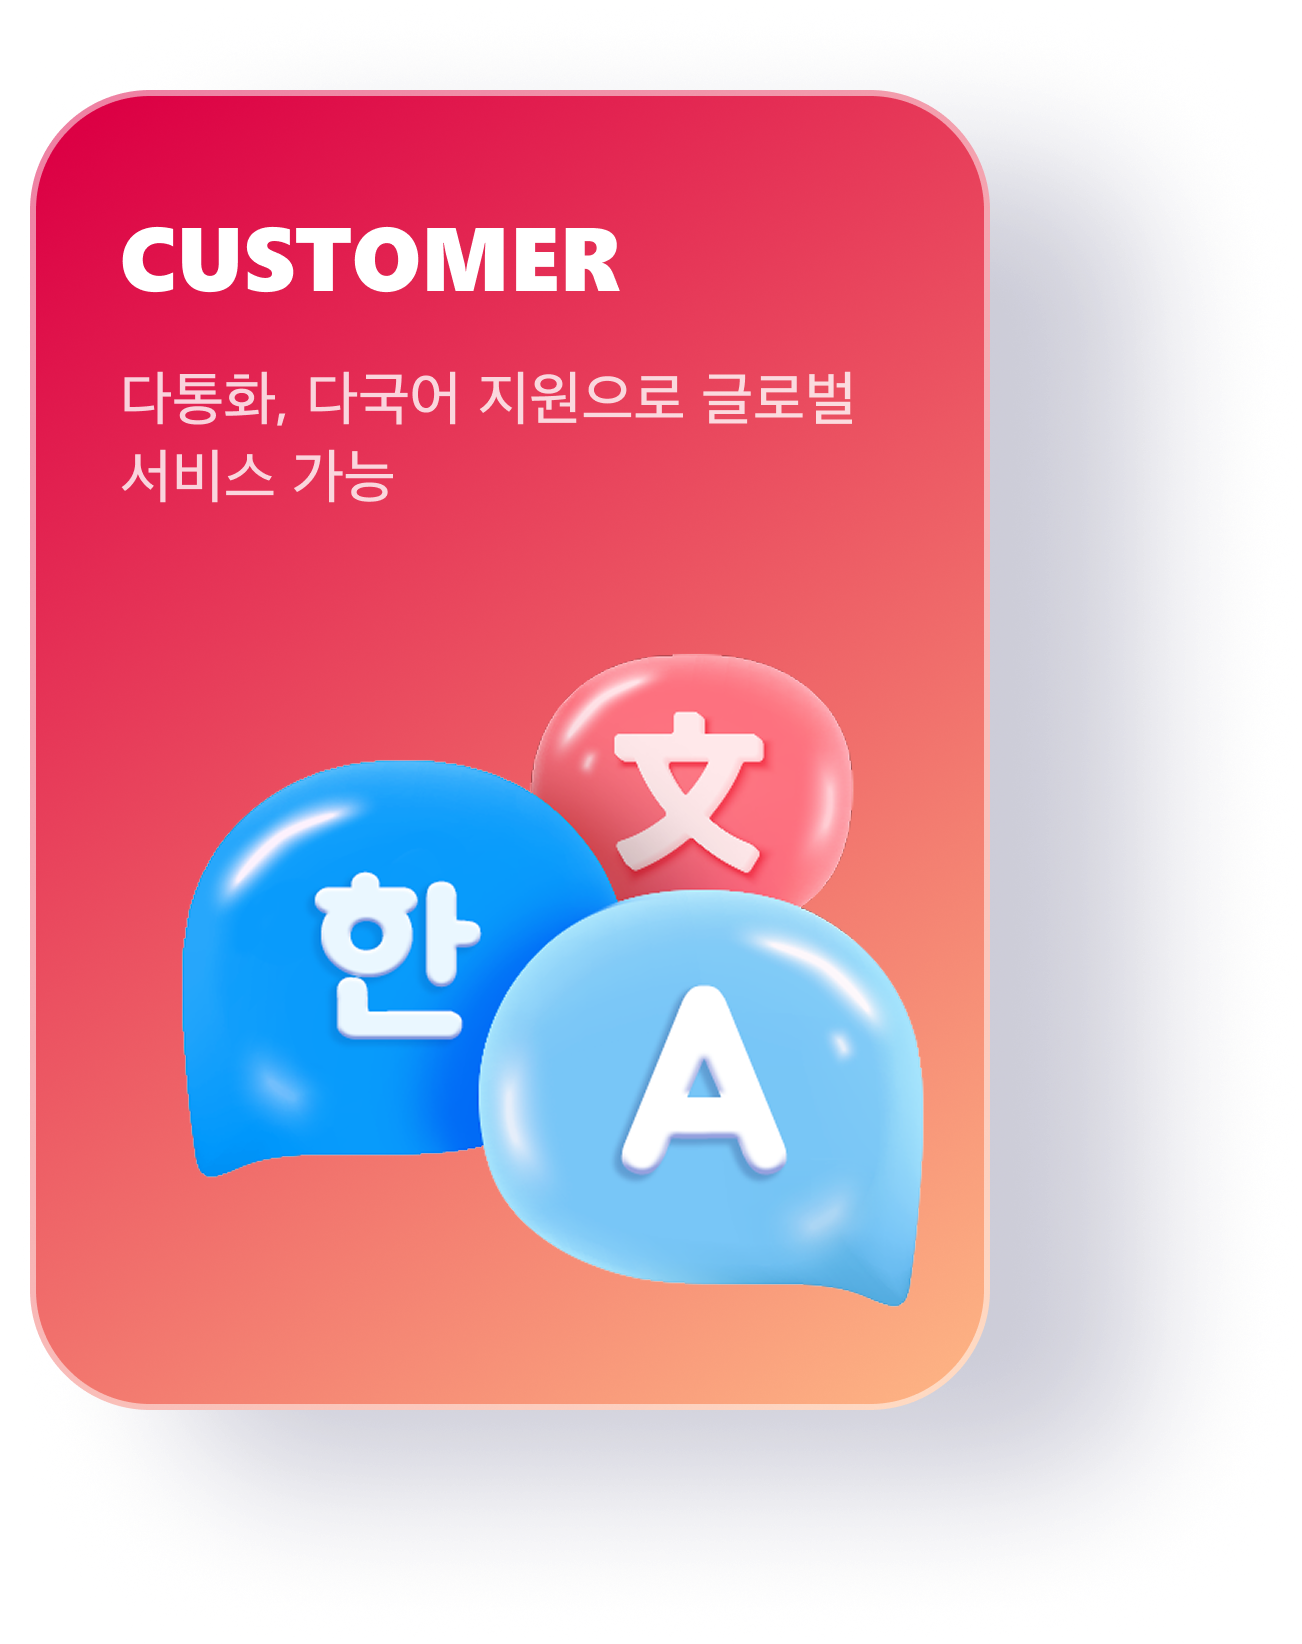 CUSTOMER
다통화, 다국어 지원으로 글로벌
서비스 가능
文
한
A